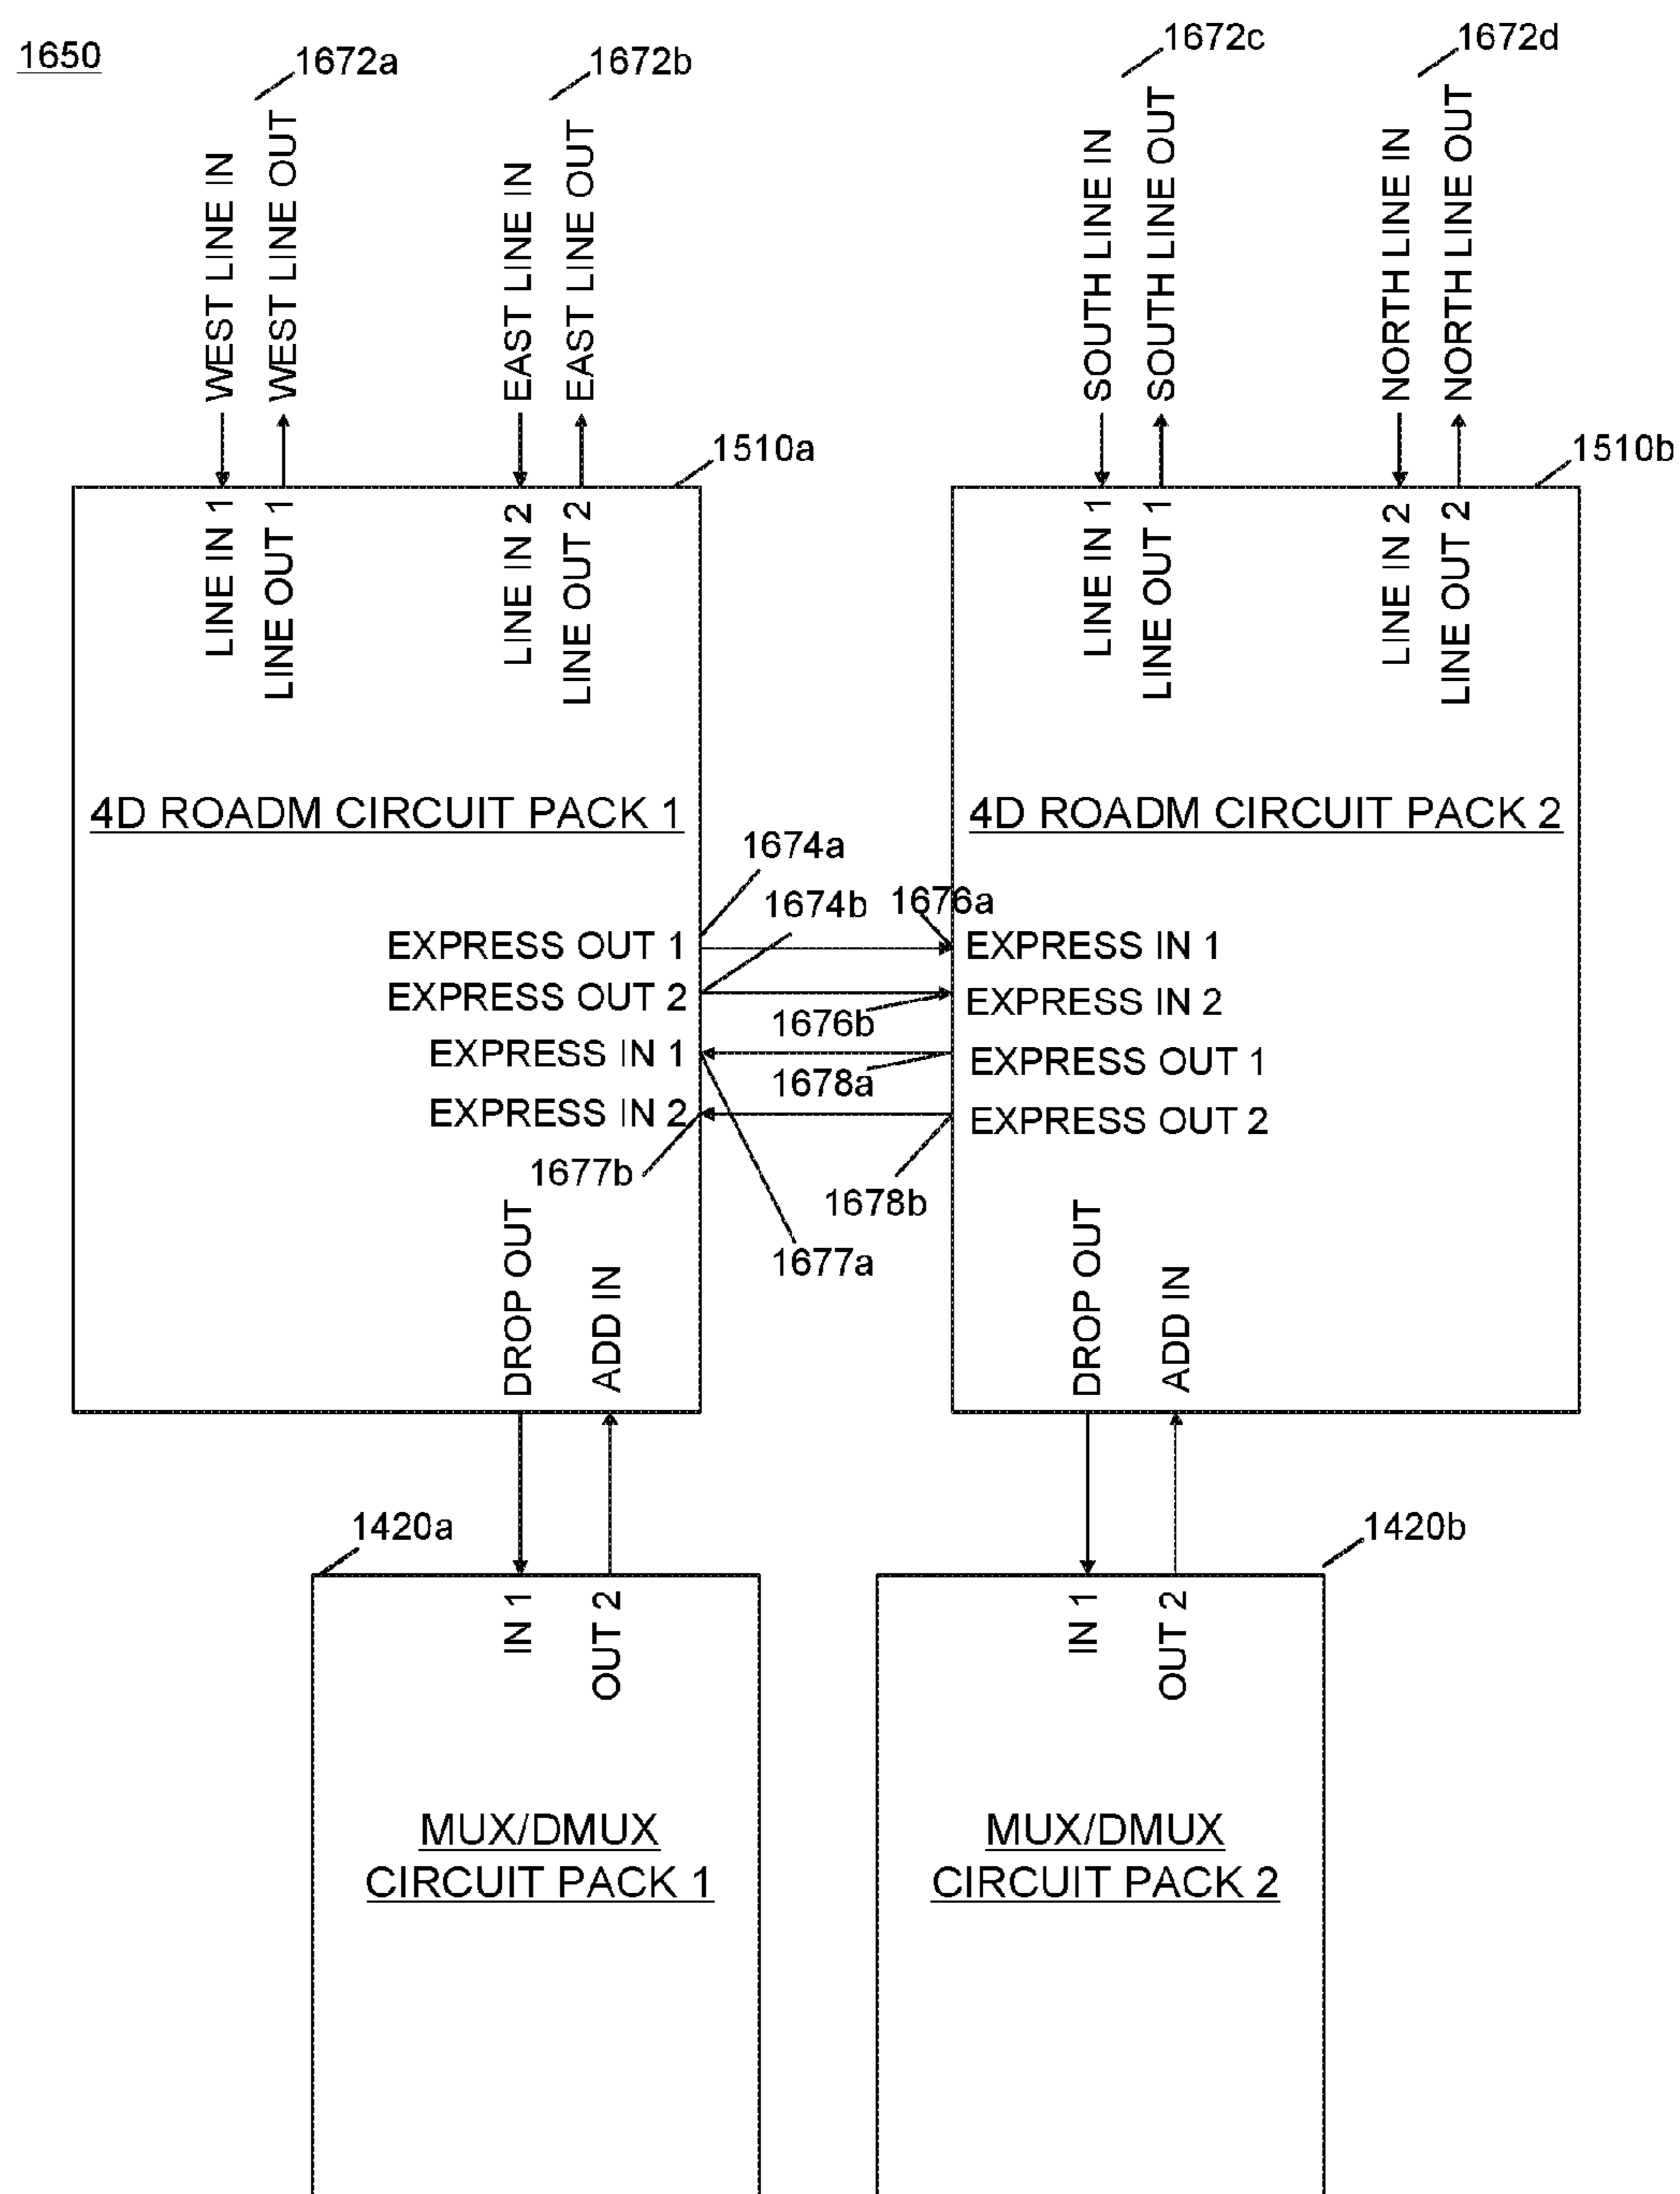 1650
1672a
1672b
1672c
1672d
WEST LINE IN
WEST LINE OUT
EAST LINE IN
EAST LINE OUT
SOUTH LINE IN
SOUTH LINE OUT
NORTH LINE IN
NORTH LINE OUT
1510a
1510b
LINE IN 1
LINE OUT 1
LINE IN 2
LINE OUT 2
LINE IN 1
LINE OUT 1
LINE IN 2
LINE OUT 2
4D ROADM CIRCUIT PACK 1
4D ROADM CIRCUIT PACK 2
1674a
1674b
1676a
EXPRESS OUT 1
EXPRESS IN 1
EXPRESS OUT 2
EXPRESS IN 2
1676b
EXPRESS IN 1
EXPRESS OUT 1
1678a
EXPRESS IN 2
EXPRESS OUT 2
1677b
1678b
1677a
DROP OUT
ADD IN
DROP OUT
ADD IN
1420a
1420b
IN 1
OUT 2
IN 1
OUT 2
MUX/DMUX
CIRCUIT PACK 1
MUX/DMUX
CIRCUIT PACK 2